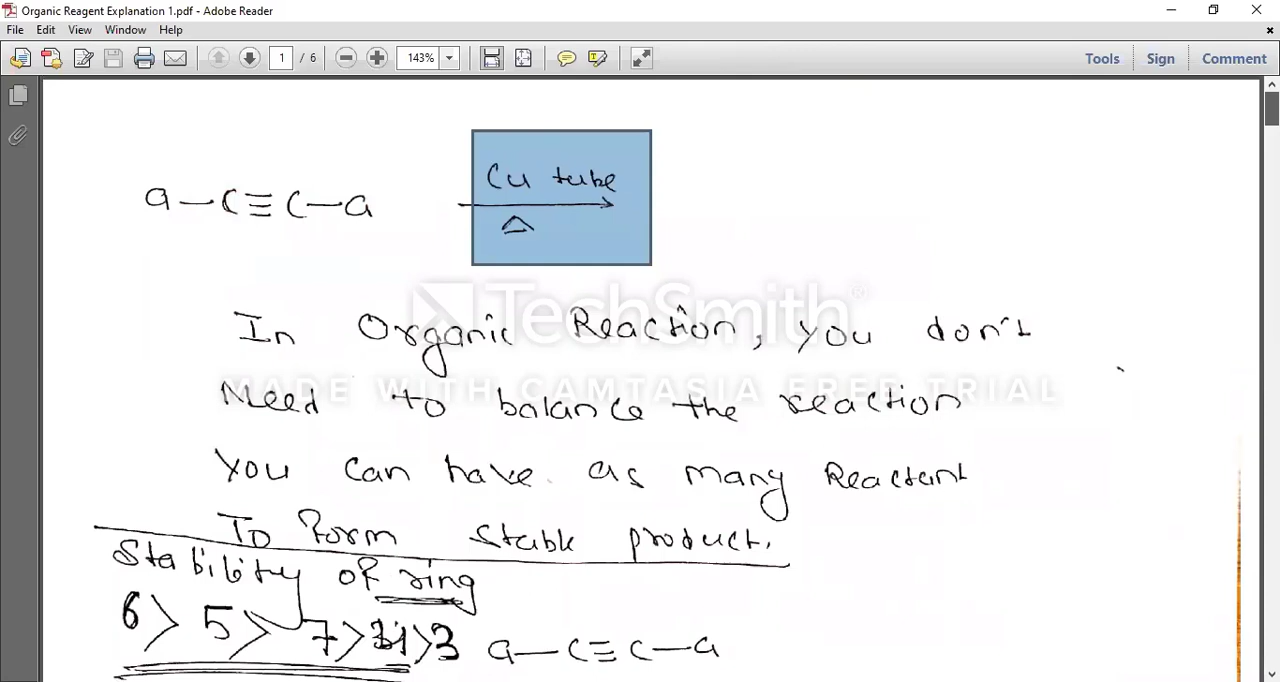 Organic Reagent Explanation 1.pdf - Adobe Reader
File Edit View Window Help
1 / 6 143% Tools Sign Comment
Cu tube
a—C≡C—a →
Δ
TechSmith®
In Organic Reaction, you don't
MADE WITH CAMTASIA FREE TRIAL
Need to balance the reaction
You can have as many Reactant
To Form stable product.
Stability of ring
6 > 5 > 7 > > 3 a—C≡C—a